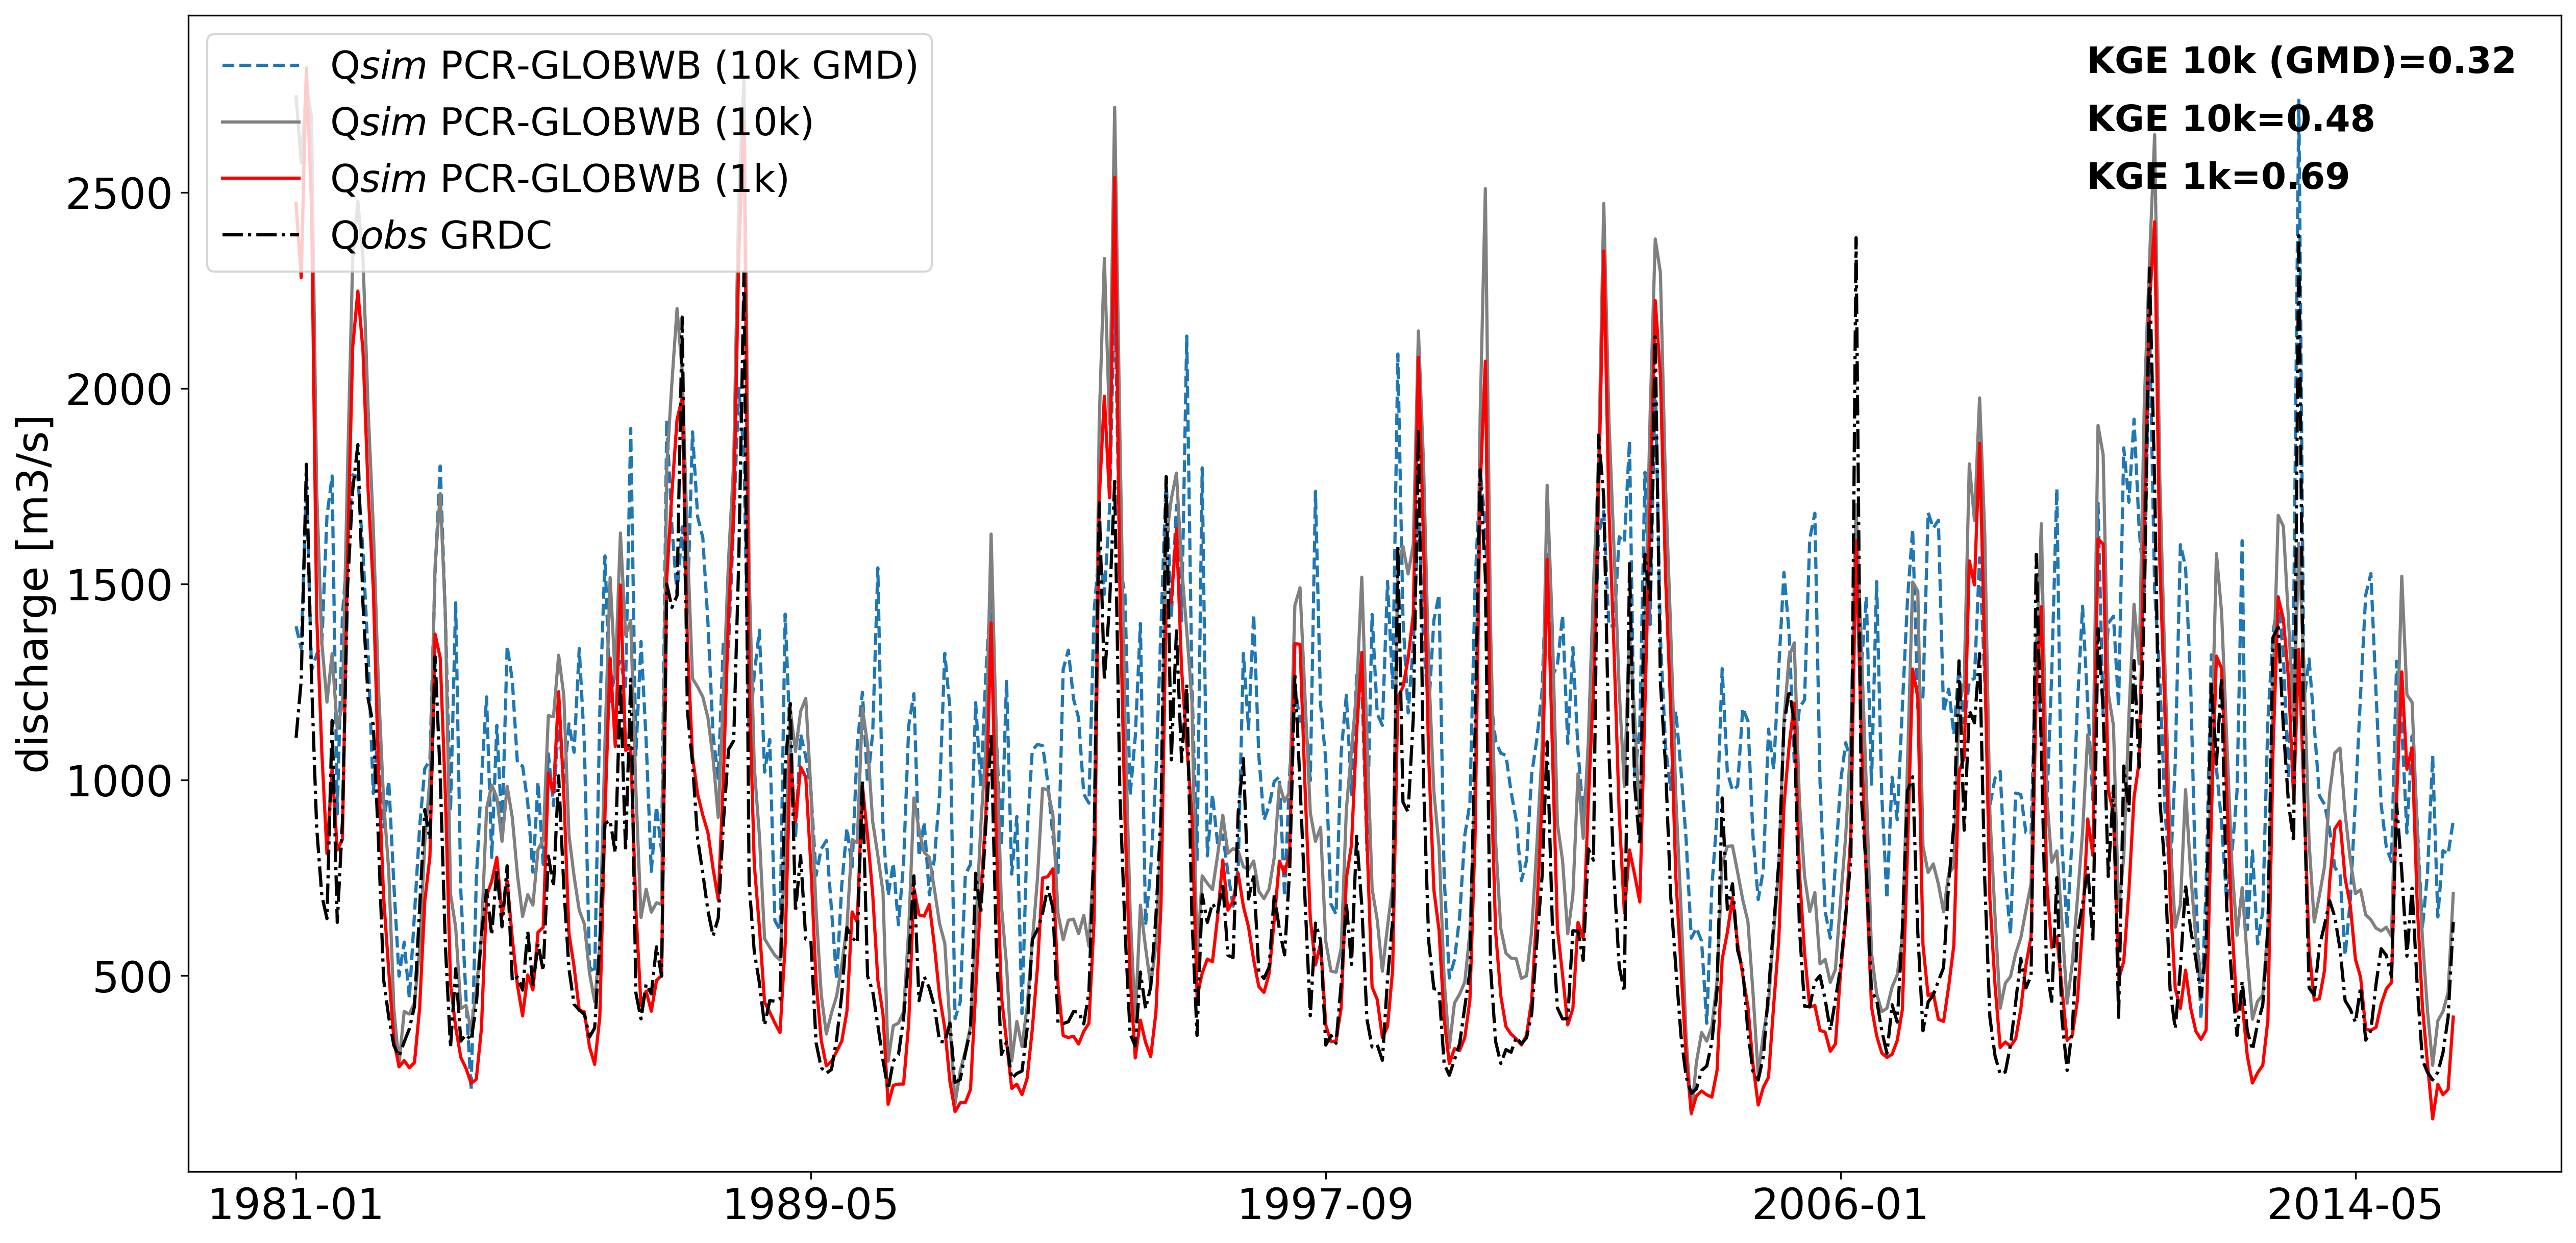 Qsim PCR-GLOBWB (10k GMD)
Qsim PCR-GLOBWB (10k)
Qsim PCR-GLOBWB (1k)
Qobs GRDC
KGE 10k (GMD)=0.32
KGE 10k=0.48
KGE 1k=0.69
discharge [m3/s]
2500
2000
1500
1000
500
1981-01
1989-05
1997-09
2006-01
2014-05